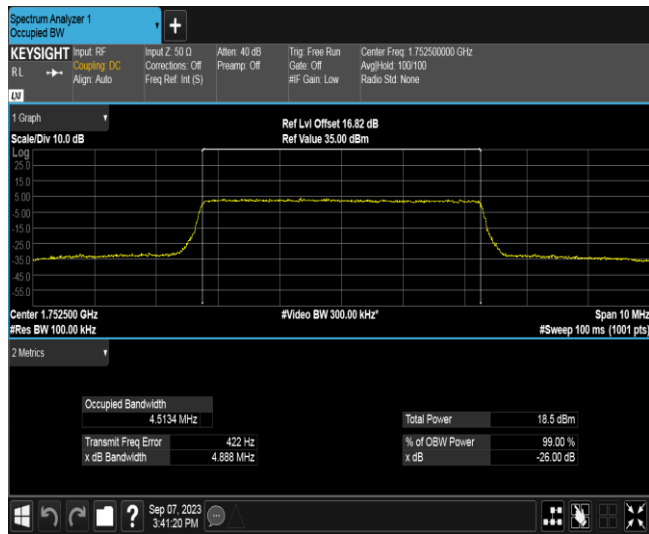 Spectrum Analyzer 1
Occupied BW
+
KEYSIGHT
RL
LXI
Input: RF
Coupling: DC
Align: Auto
Input Z: 50 Ω
Corrections: Off
Freq Ref: Int (S)
Atten: 40 dB
Preamp: Off
Trig: Free Run
Gate: Off
#IF Gain: Low
Center Freq: 1.752500000 GHz
Avg|Hold: 100/100
Radio Std: None
1 Graph
Scale/Div 10.0 dB
Ref Lvl Offset 16.82 dB
Ref Value 35.00 dBm
Log
25.0
15.0
5.00
-5.00
-15.0
-25.0
-35.0
-45.0
-55.0
Center 1.752500 GHz
#Res BW 100.00 kHz
#Video BW 300.00 kHz*
Span 10 MHz
#Sweep 100 ms (1001 pts)
2 Metrics
Occupied Bandwidth
4.5134 MHz
Transmit Freq Error 422 Hz
x dB Bandwidth 4.888 MHz
Total Power 18.5 dBm
% of OBW Power 99.00 %
x dB -26.00 dB
?
Sep 07, 2023
3:41:20 PM